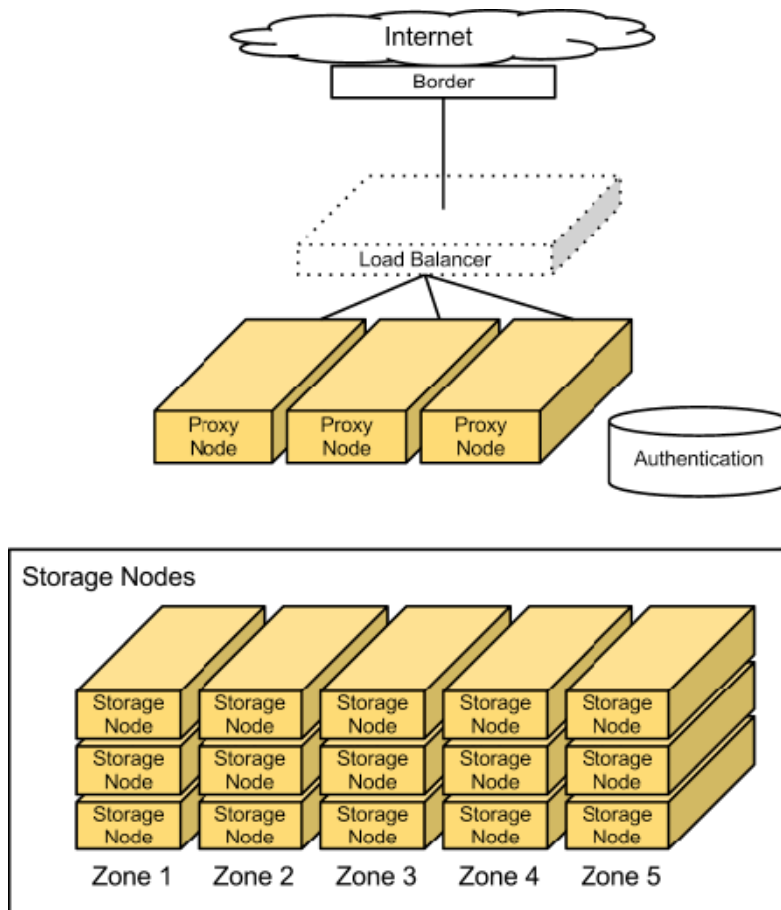 Internet
Border
Load Balancer
Proxy
Node
Proxy
Node
Proxy
Node
Authentication
Storage Nodes
Storage
Node
Storage
Node
Storage
Node
Storage
Node
Storage
Node
Storage
Node
Storage
Node
Storage
Node
Storage
Node
Storage
Node
Storage
Node
Storage
Node
Storage
Node
Storage
Node
Storage
Node
Zone 1
Zone 2
Zone 3
Zone 4
Zone 5